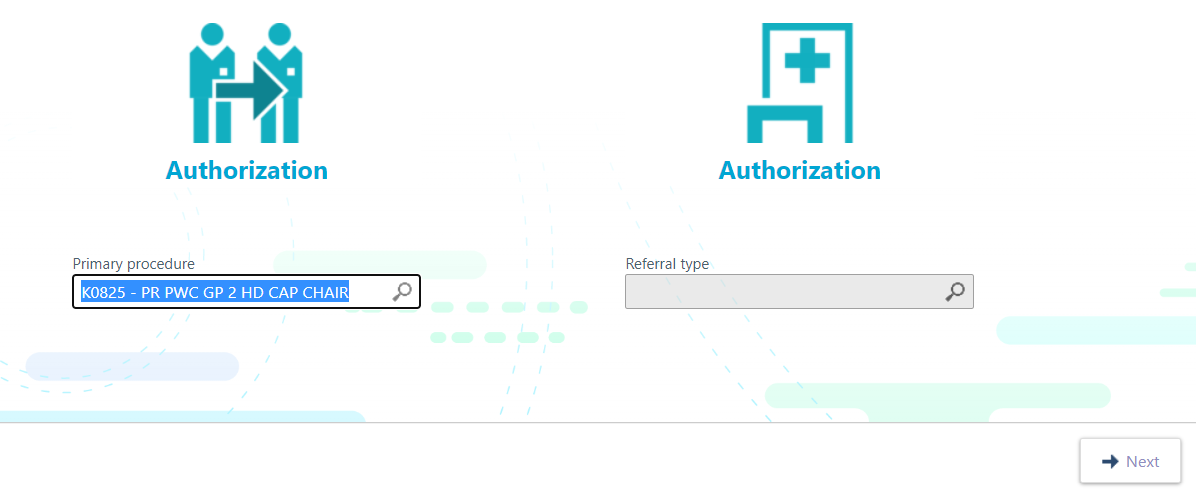 Authorization
Authorization
Primary procedure
K0825 - PR PWC GP 2 HD CAP CHAIR
Referral type
Next